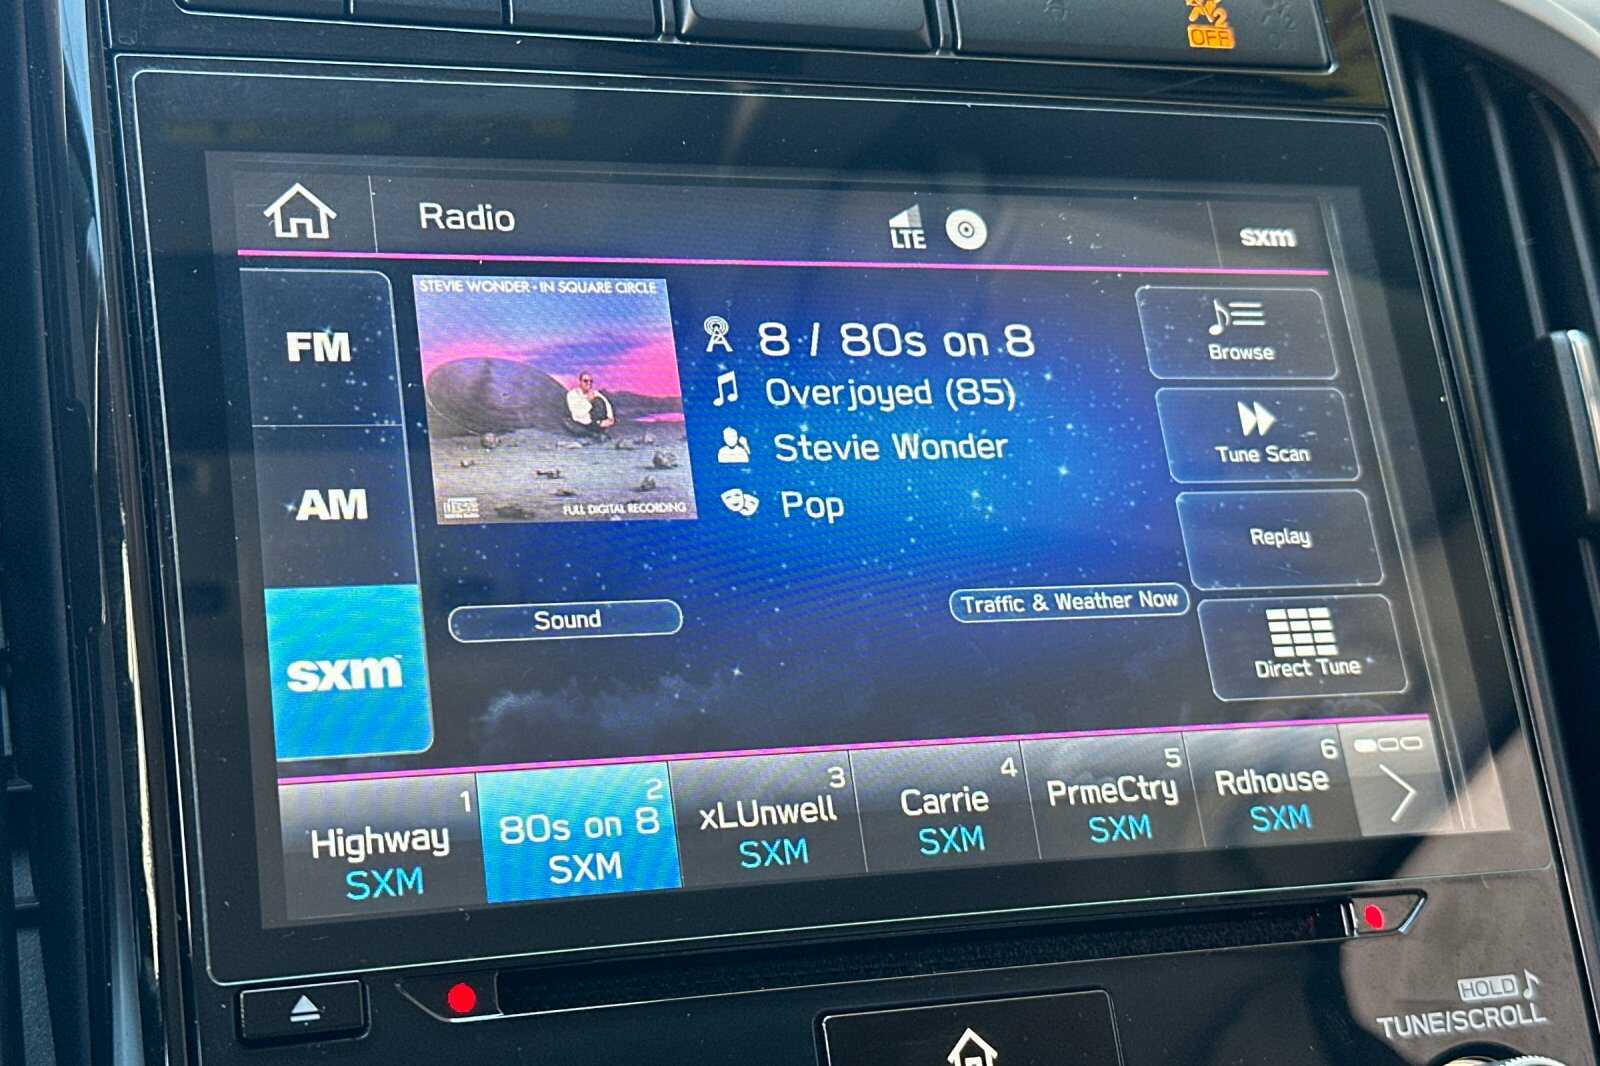 2
OFF
Radio
LTE
sxm
FM
AM
sxm
STEVIE WONDER • IN SQUARE CIRCLE
FULL DIGITAL RECORDING
8 / 80s on 8
Overjoyed (85)
Stevie Wonder
Pop
Sound
Traffic & Weather Now
Browse
Tune Scan
Replay
Direct Tune
1
Highway
SXM
2
80s on 8
SXM
3
xLUnwell
SXM
4
Carrie
SXM
5
PrmeCtry
SXM
6
Rdhouse
SXM
HOLD
TUNE/SCROLL